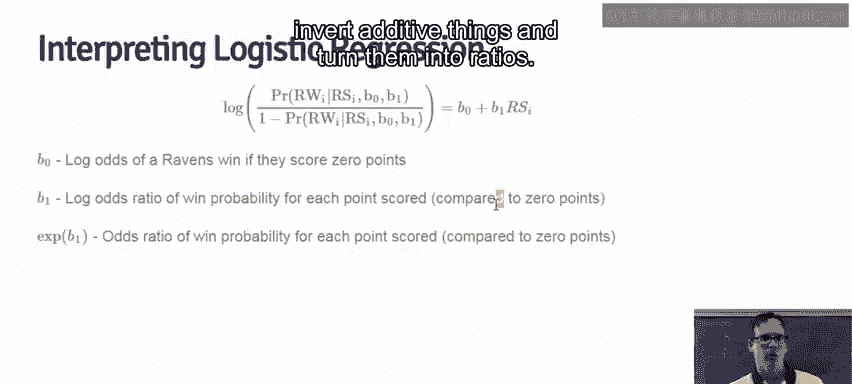 invert additive things and
turn them into ratios.
Interpreting Logistic Regression
log(Pr(RWᵢ|RSᵢ, b₀, b₁) / 1 − Pr(RWᵢ|RSᵢ, b₀, b₁)) = b₀ + b₁RSᵢ
b₀ - Log odds of a Ravens win if they score zero points
b₁ - Log odds ratio of win probability for each point scored (compared to zero points)
exp(b₁) - Odds ratio of win probability for each point scored (compared to zero points)